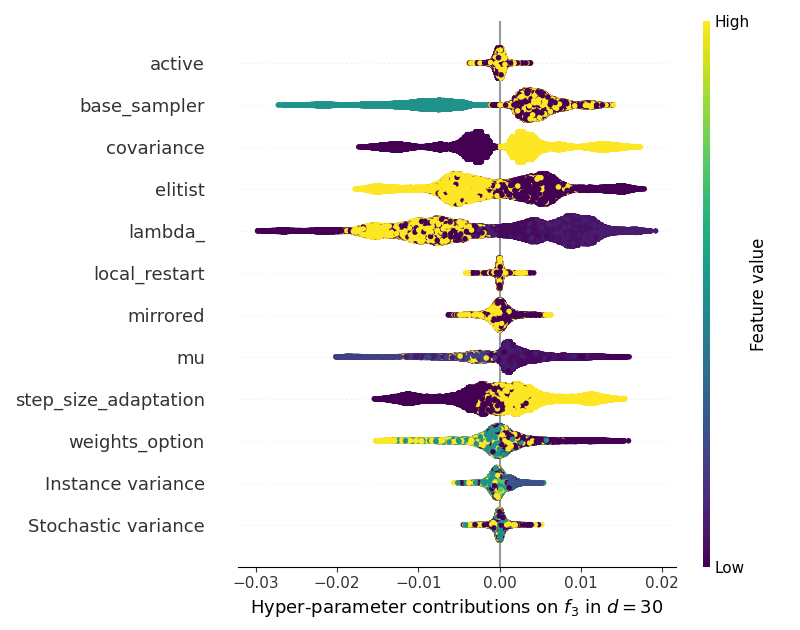 High
active
base_sampler
covariance
elitist
lambda_
local_restart
mirrored
mu
step_size_adaptation
weights_option
Instance variance
Stochastic variance
Feature value
Low
−0.03 −0.02 −0.01 0.00 0.01 0.02
Hyper-parameter contributions on f₃ in d = 30